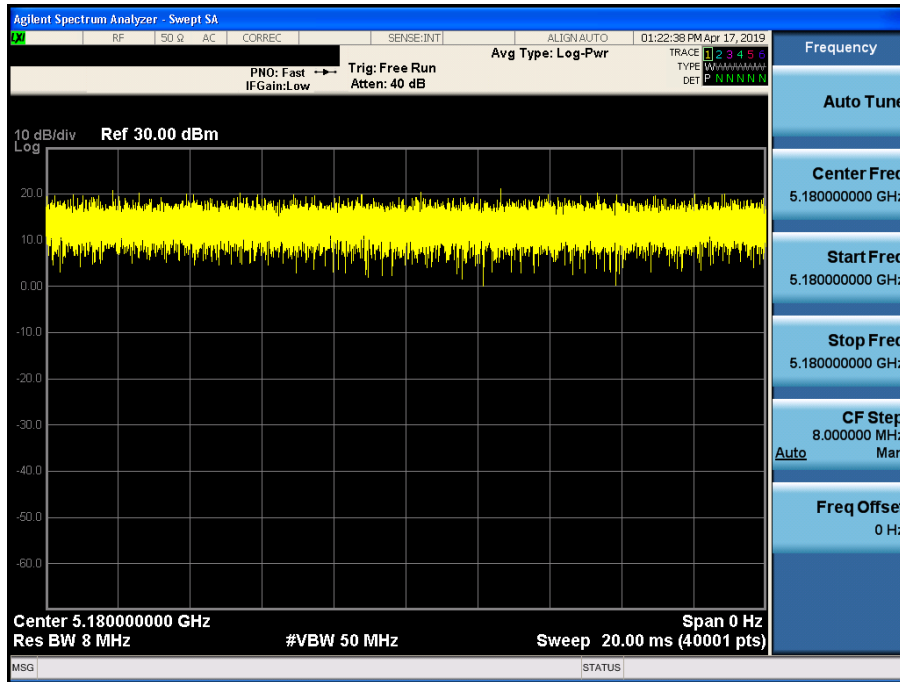 Agilent Spectrum Analyzer - Swept SA
LXI RF 50 Ω AC CORREC SENSE:INT ALIGNAUTO 01:22:38 PM Apr 17, 2019
Frequency
Avg Type: Log-Pwr
TRACE 1 2 3 4 5 6
PNO: Fast Trig: Free Run
TYPE WWWWWW
IFGain:Low Atten: 40 dB
DET P N N N N N
Auto Tune
10 dB/div Ref 30.00 dBm
Log
Center Freq
5.180000000 GHz
20.0
10.0
Start Freq
5.180000000 GHz
0.00
-10.0
Stop Freq
5.180000000 GHz
-20.0
-30.0
CF Step
8.000000 MHz
Auto Man
-40.0
-50.0
Freq Offset
0 Hz
-60.0
Center 5.180000000 GHz Span 0 Hz
Res BW 8 MHz #VBW 50 MHz Sweep 20.00 ms (40001 pts)
MSG STATUS